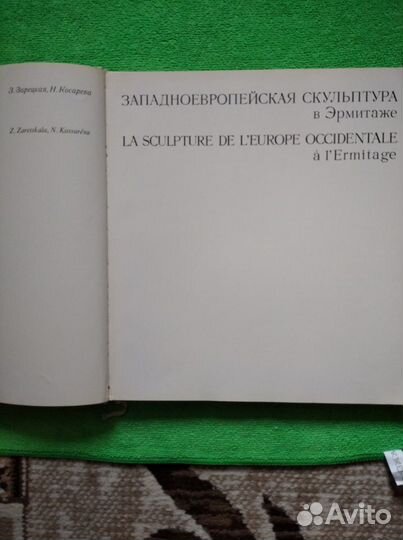 З. Зарецкая, Н. Косарева
Z. Zaretskaïa, N. Kossaréva
ЗАПАДНОЕВРОПЕЙСКАЯ СКУЛЬПТУРА
в Эрмитаже
LA SCULPTURE DE L'EUROPE OCCIDENTALE
à l'Ermitage
Avito